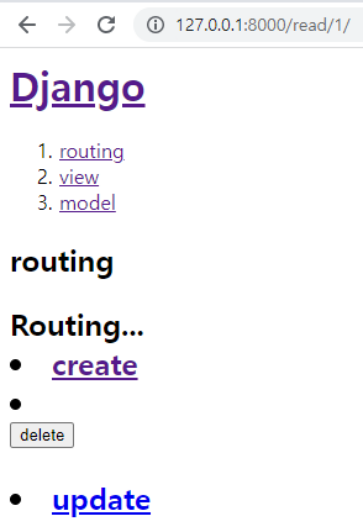 127.0.0.1:8000/read/1/
Django
1. routing
2. view
3. model
routing
Routing...
• create
•
delete
• update